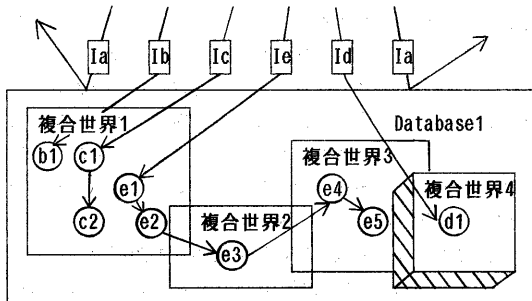 Ia Ib Ic Ie Id Ia
複合世界1
Database1
b1 c1
複合世界3
e1
e4
複合世界4
c2 e2
複合世界2
e5
d1
e3